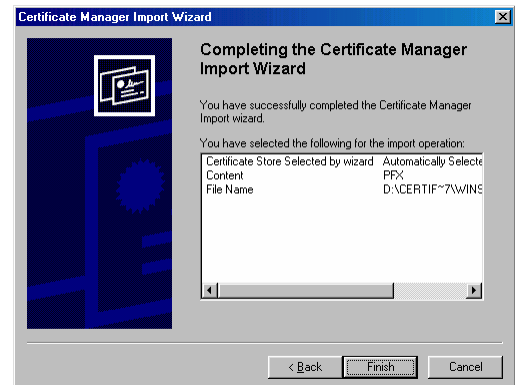 Certificate Manager Import Wizard
Completing the Certificate Manager
Import Wizard
You have successfully completed the Certificate Manager
Import wizard.
You have selected the following for the import operation:
Certificate Store Selected by wizard Automatically Selecte
Content PFX
File Name D:\CERTIF~7\WINS
< Back Finish Cancel